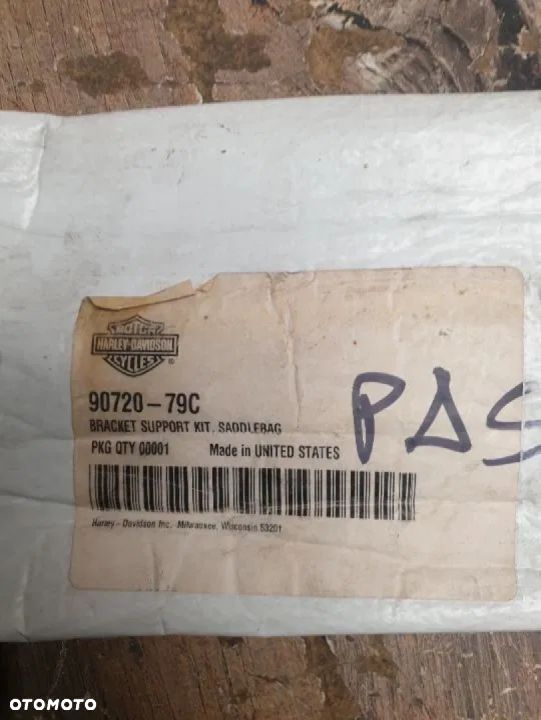 MOTOR
HARLEY-DAVIDSON
CYCLES
®
90720-79C
BRACKET SUPPORT KIT, SADDLEBAG
PKG QTY 00001 Made in UNITED STATES
Harley-Davidson Inc. Milwaukee, Wisconsin 53201
PAS
OTOMOTO